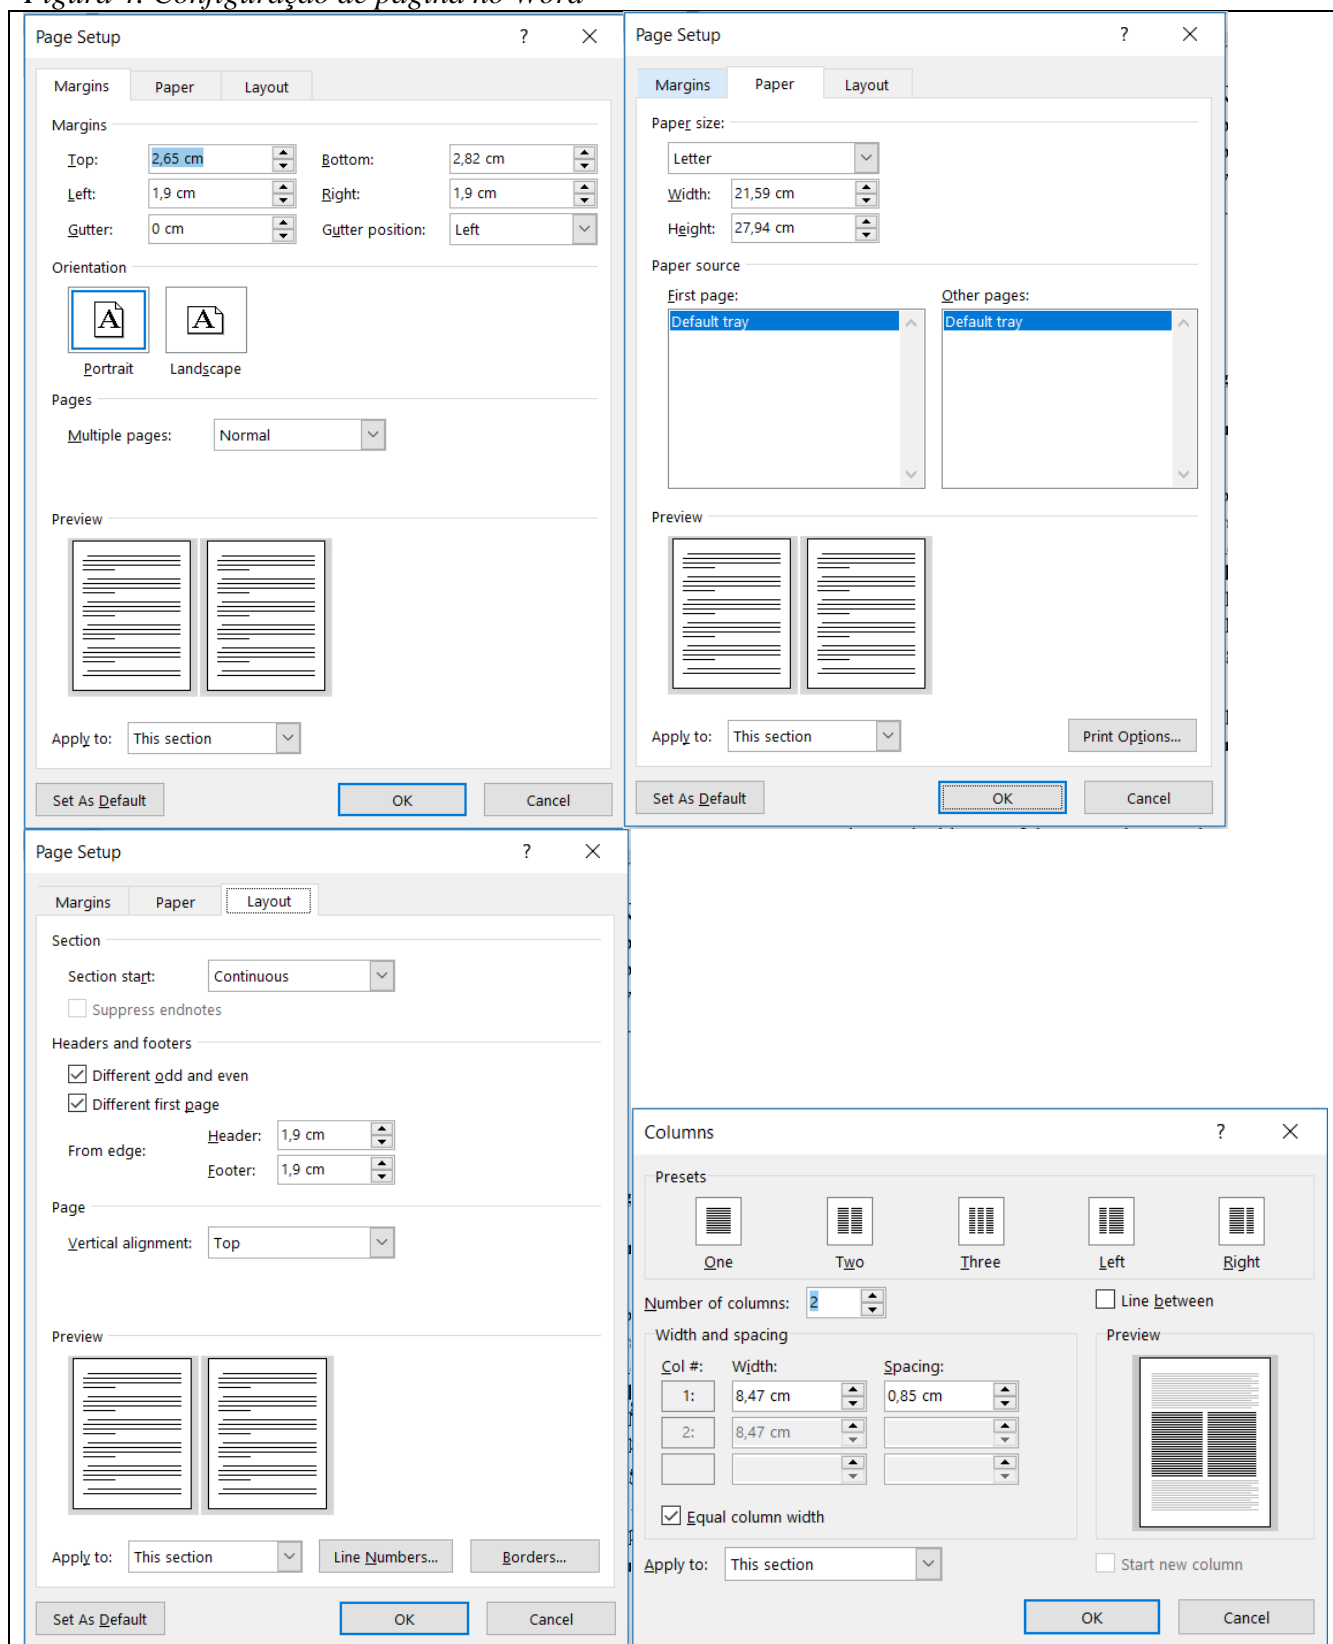 Figura 4. Configuração de página no Word
Page Setup ?
Margins Paper Layout
Margins
Top: 2,65 cm Bottom: 2,82 cm
Left: 1,9 cm Right: 1,9 cm
Gutter: 0 cm Gutter position: Left
Orientation
A A
Portrait Landscape
Pages
Multiple pages: Normal
Preview
Apply to: This section
Set As Default OK Cancel
Page Setup ?
Margins Paper Layout
Paper size:
Letter
Width: 21,59 cm
Height: 27,94 cm
Paper source
First page: Other pages:
Default tray Default tray
Preview
Apply to: This section Print Options...
Set As Default OK Cancel
Page Setup ?
Margins Paper Layout
Section
Section start: Continuous
Suppress endnotes
Headers and footers
Different odd and even
Different first page
Header: 1,9 cm
From edge:
Footer: 1,9 cm
Page
Vertical alignment: Top
Preview
Apply to: This section Line Numbers... Borders...
Set As Default OK Cancel
Columns ?
Presets
One Two Three Left Right
Number of columns: 2 Line between
Width and spacing Preview
Col #: Width: Spacing:
1: 8,47 cm 0,85 cm
2: 8,47 cm
Equal column width
Apply to: This section Start new column
OK Cancel